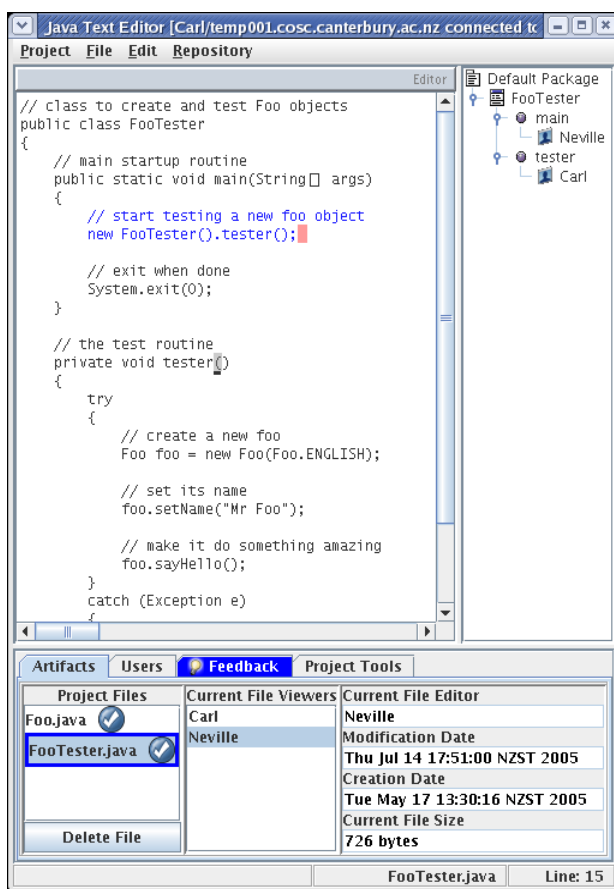 Java Text Editor [Carl/temp001.cosc.canterbury.ac.nz connected to
Project File Edit Repository
Editor
// class to create and test Foo objects
public class FooTester
{
// main startup routine
public static void main(String[] args)
{
// start testing a new foo object
new FooTester().tester();
// exit when done
System.exit(0);
}
// the test routine
private void tester()
{
try
{
// create a new foo
Foo foo = new Foo(Foo.ENGLISH);
// set its name
foo.setName("Mr Foo");
// make it do something amazing
foo.sayHello();
}
catch (Exception e)
{
Default Package
FooTester
main
Neville
tester
Carl
Artifacts Users Feedback Project Tools
Project Files
Foo.java
FooTester.java
Delete File
Current File Viewers
Carl
Neville
Current File Editor
Neville
Modification Date
Thu Jul 14 17:51:00 NZST 2005
Creation Date
Tue May 17 13:30:16 NZST 2005
Current File Size
726 bytes
FooTester.java Line: 15